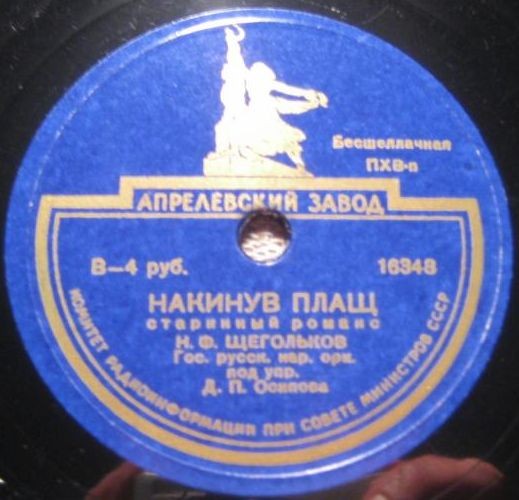 Бесшеллачная
ПХВ-п
АПРЕЛЕВСКИЙ ЗАВОД
В—4 руб.
16348
НАКИНУВ ПЛАЩ
старинный романс
Н. Ф. ЩЕГОЛЬКОВ
Гос. русск. нар. орк.
под упр.
Д. П. Осипова
КОМИТЕТ РАДИОИНФОРМАЦИИ ПРИ СОВЕТЕ МИНИСТРОВ СССР